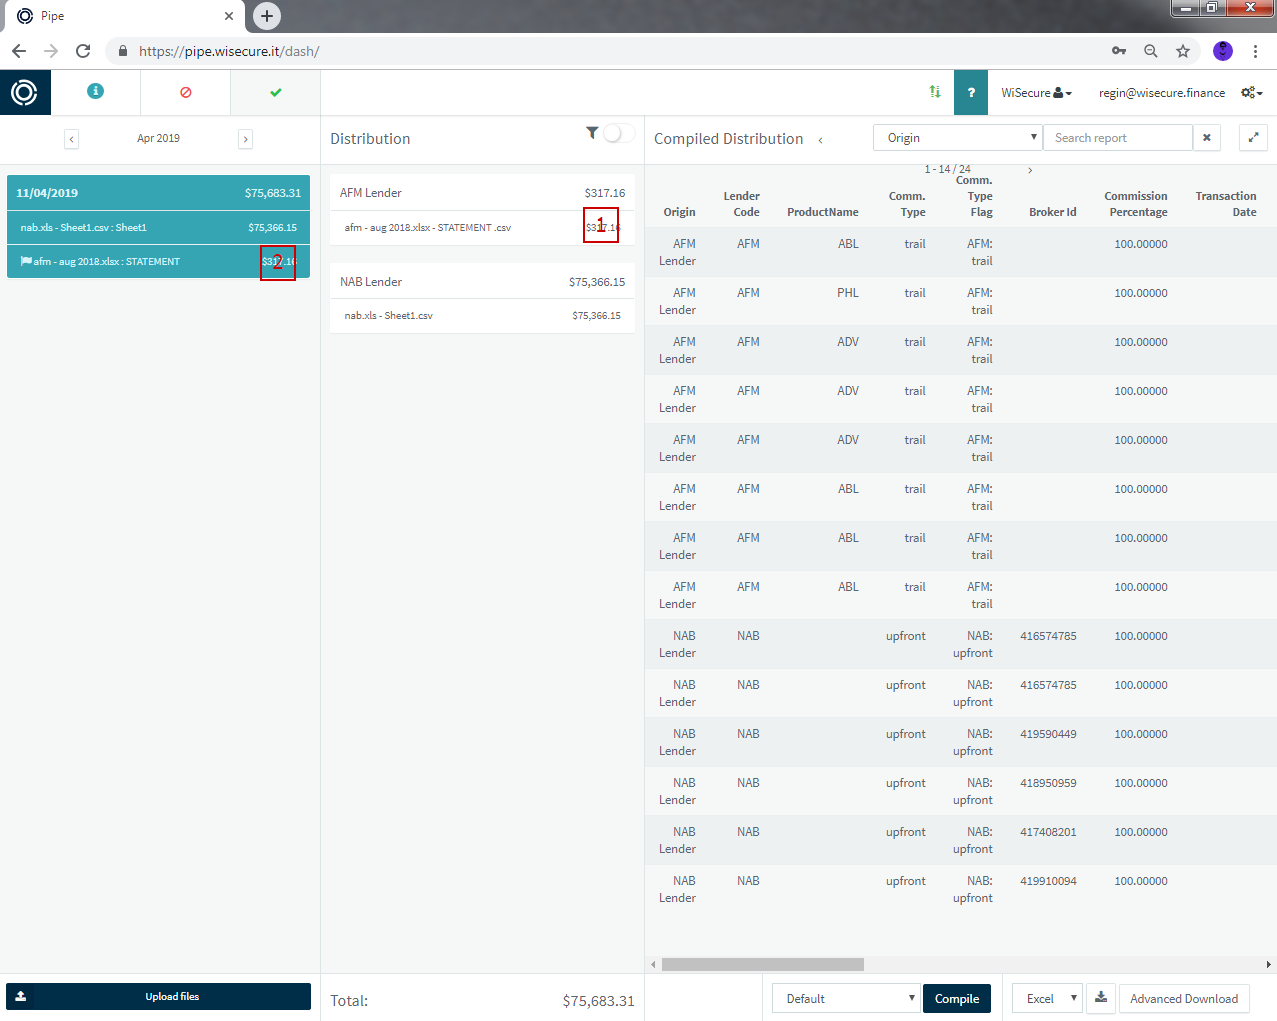 Pipe
https://pipe.wisecure.it/dash/
? WiSecure regin@wisecure.finance
Apr 2019
Distribution
Compiled Distribution
Origin
Search report
11/04/2019 $75,683.31
nab.xls - Sheet1.csv : Sheet1 $75,366.15
afm - aug 2018.xlsx : STATEMENT $317.16
2
AFM Lender $317.16
afm - aug 2018.xlsx - STATEMENT .csv $317.16
1
NAB Lender $75,366.15
nab.xls - Sheet1.csv $75,366.15
1 - 14 / 24
Origin Lender Code ProductName Comm. Type Comm. Type Flag Broker Id Commission Percentage Transaction Date
AFM Lender AFM ABL trail AFM: trail 100.00000
AFM Lender AFM PHL trail AFM: trail 100.00000
AFM Lender AFM ADV trail AFM: trail 100.00000
AFM Lender AFM ADV trail AFM: trail 100.00000
AFM Lender AFM ADV trail AFM: trail 100.00000
AFM Lender AFM ABL trail AFM: trail 100.00000
AFM Lender AFM ABL trail AFM: trail 100.00000
AFM Lender AFM ABL trail AFM: trail 100.00000
NAB Lender NAB upfront NAB: upfront 416574785 100.00000
NAB Lender NAB upfront NAB: upfront 416574785 100.00000
NAB Lender NAB upfront NAB: upfront 419590449 100.00000
NAB Lender NAB upfront NAB: upfront 418950959 100.00000
NAB Lender NAB upfront NAB: upfront 417408201 100.00000
NAB Lender NAB upfront NAB: upfront 419910094 100.00000
Upload files
Total: $75,683.31
Default
Compile
Excel
Advanced Download